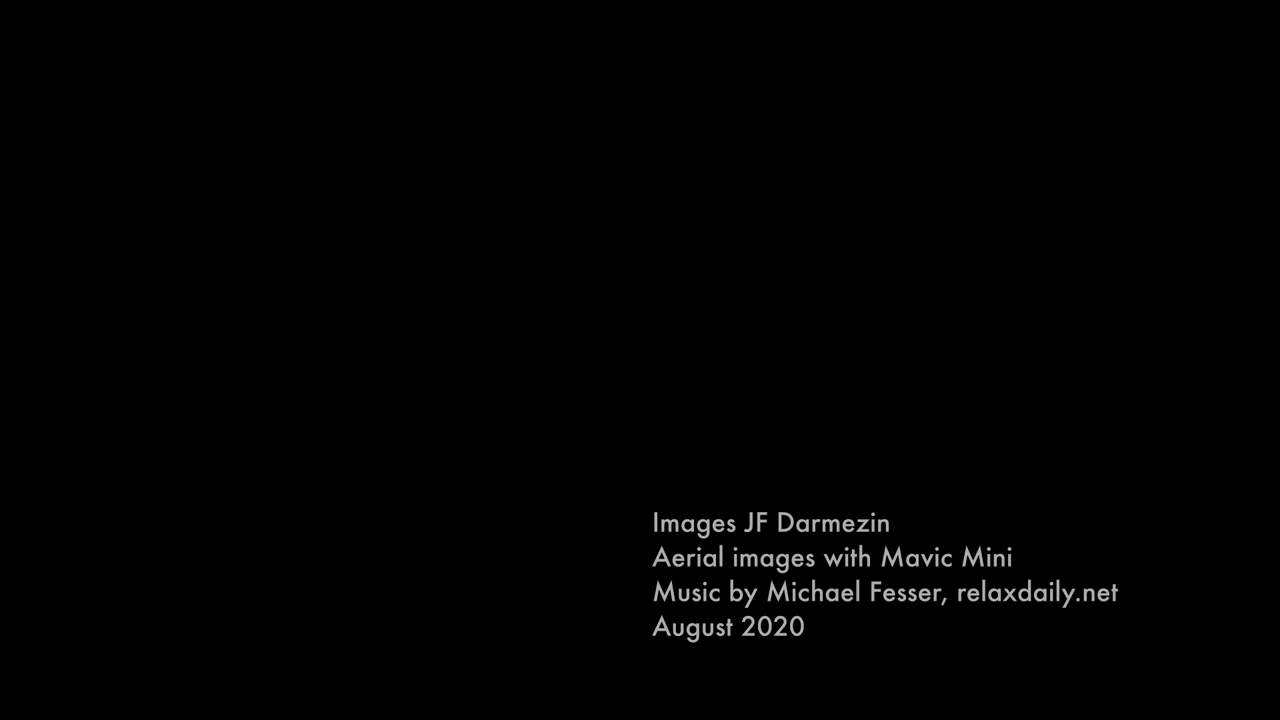 Images JF Darmezin
Aerial images with Mavic Mini
Music by Michael Fesser, relaxdaily.net
August 2020